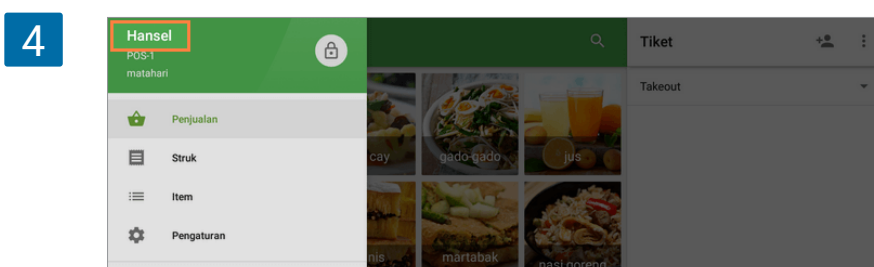 4
Hansel
POS-1
matahari
Penjualan
Struk
Item
Pengaturan
cay
gado-gado
jus
nis
martabak
nasi goreng
Tiket
Takeout